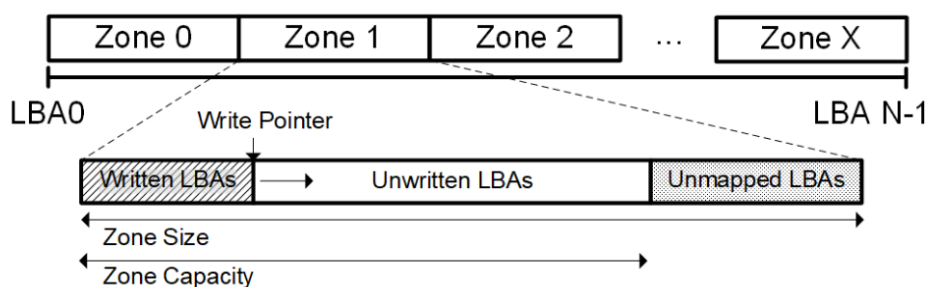 Zone 0 Zone 1 Zone 2 ... Zone X
LBA0 LBA N-1
Write Pointer
Written LBAs Unwritten LBAs Unmapped LBAs
Zone Size
Zone Capacity